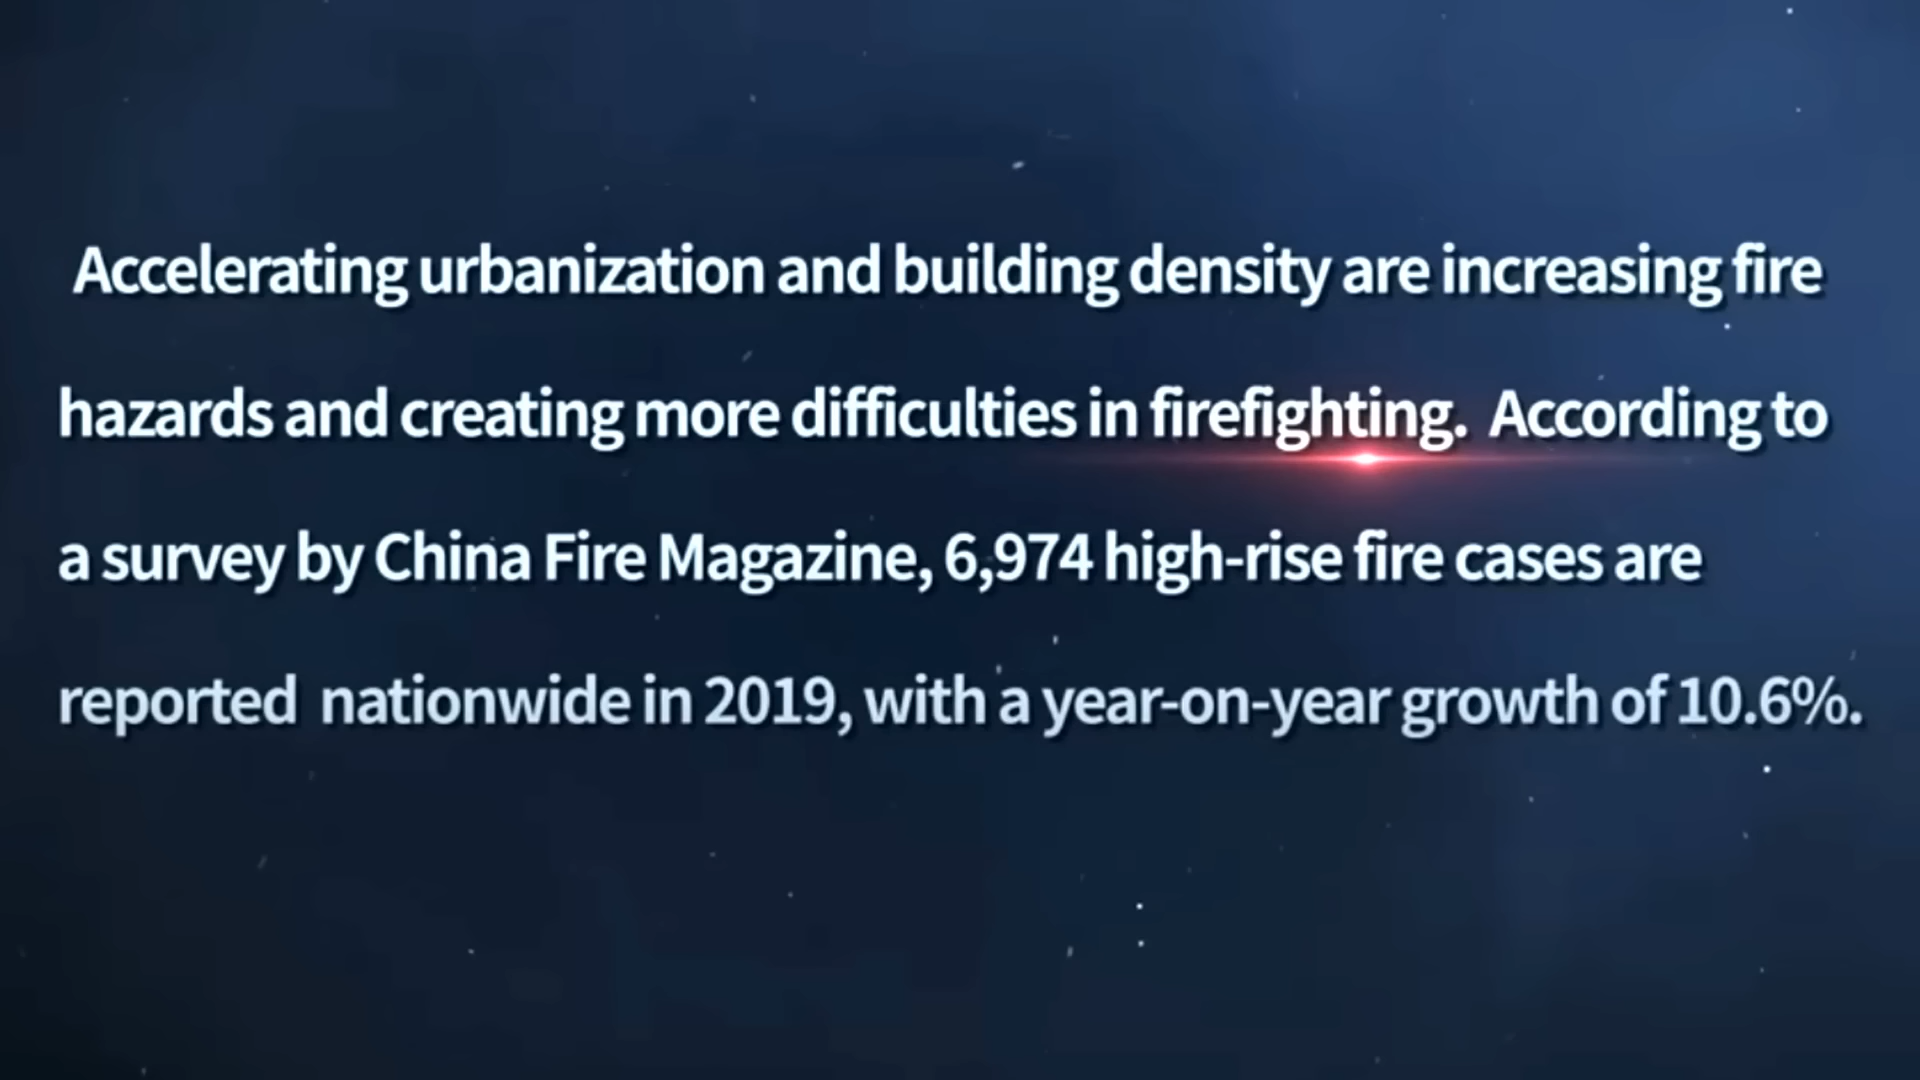 Accelerating urbanization and building density are increasing fire
hazards and creating more difficulties in firefighting.  According to
a survey by China Fire Magazine, 6,974 high-rise fire cases are
reported  nationwide in 2019, with a year-on-year growth of 10.6%.